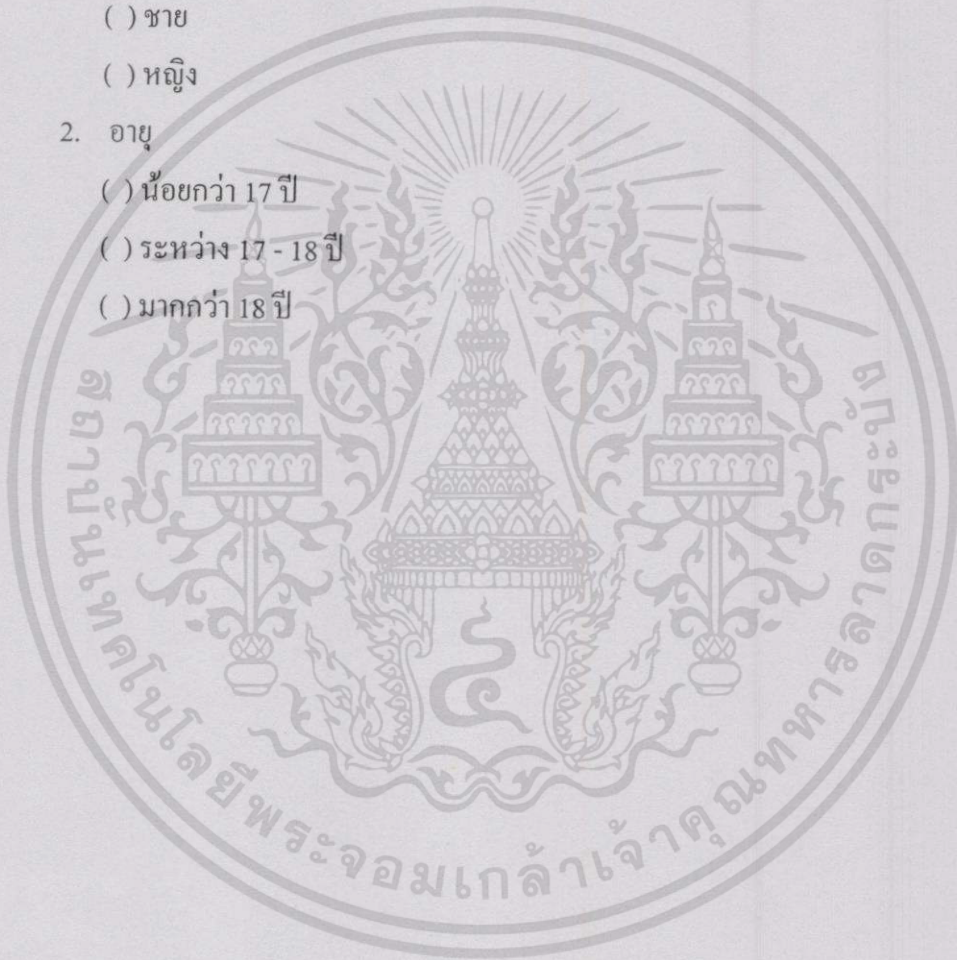 ( ) ชาย
( ) หญิง
2. อายุ
( ) น้อยกว่า 17 ปี
( ) ระหว่าง 17 - 18 ปี
( ) มากกว่า 18 ปี
สถาบันเทคโนโลยีพระจอมเกล้าเจ้าคุณทหารลาดกระบัง
๔